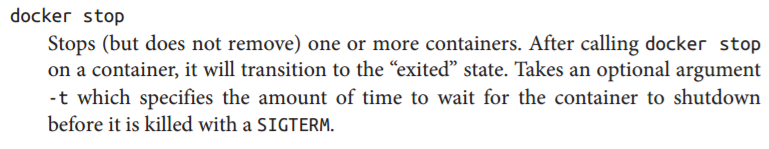 docker stop
Stops (but does not remove) one or more containers. After calling docker stop
on a container, it will transition to the “exited” state. Takes an optional argument
-t which specifies the amount of time to wait for the container to shutdown
before it is killed with a SIGTERM.